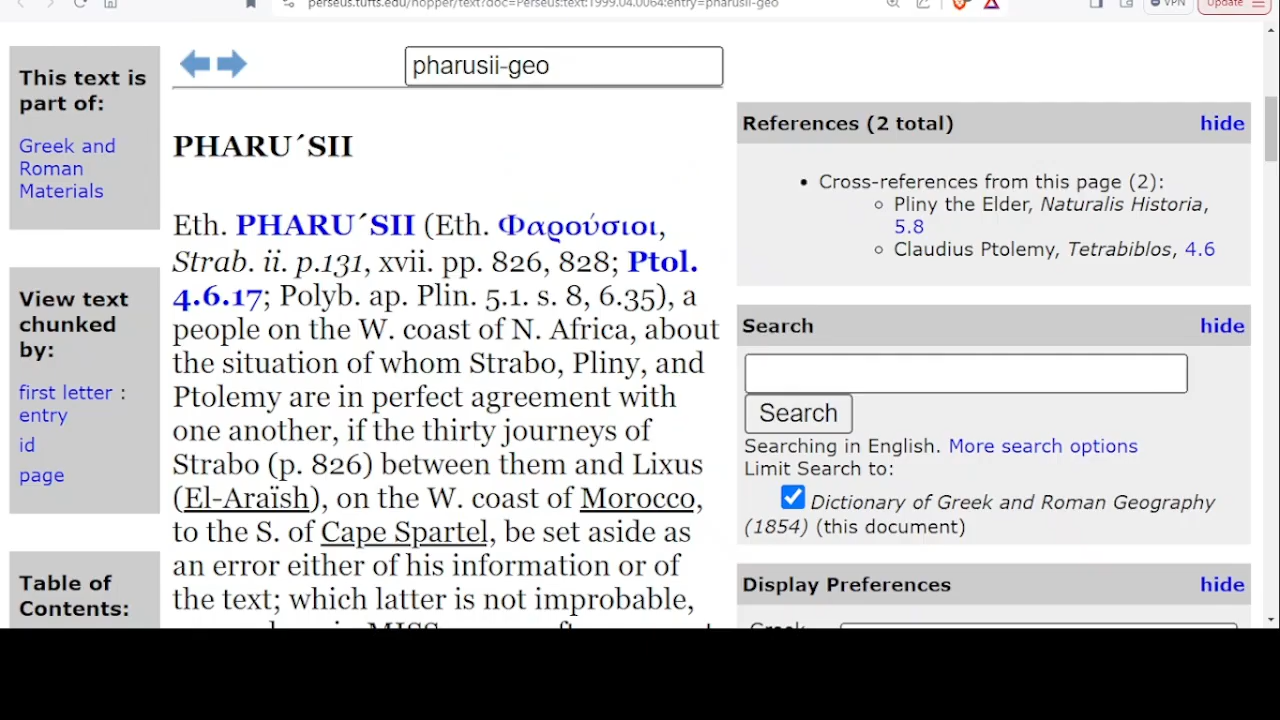 perseus.tufts.edu/hopper/text?doc=Perseus:text:1999.04.0064:entry=pharusii-geo
VPN
Update
This text is
part of:
Greek and
Roman
Materials
View text
chunked
by:
first letter :
entry
id
page
Table of
Contents:
pharusii-geo
PHARU´SII
Eth. PHARU´SII (Eth. Φαρούσιοι,
Strab. ii. p.131, xvii. pp. 826, 828; Ptol.
4.6.17; Polyb. ap. Plin. 5.1. s. 8, 6.35), a
people on the W. coast of N. Africa, about
the situation of whom Strabo, Pliny, and
Ptolemy are in perfect agreement with
one another, if the thirty journeys of
Strabo (p. 826) between them and Lixus
(El-Araïsh), on the W. coast of Morocco,
to the S. of Cape Spartel, be set aside as
an error either of his information or of
the text; which latter is not improbable,
References (2 total)
hide
• Cross-references from this page (2):
Pliny the Elder, Naturalis Historia,
5.8
Claudius Ptolemy, Tetrabiblos, 4.6
Search
hide
Search
Searching in English. More search options
Limit Search to:
Dictionary of Greek and Roman Geography
(1854) (this document)
Display Preferences
hide